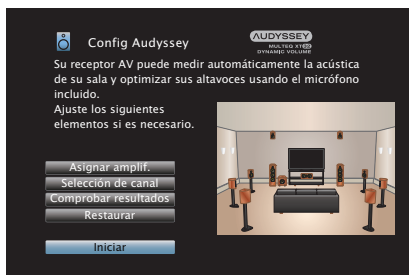 Config Audyssey
AUDYSSEY
MULTEQ XT32
DYNAMIC VOLUME
Su receptor AV puede medir automáticamente la acústica
de su sala y optimizar sus altavoces usando el micrófono
incluido.
Ajuste los siguientes
elementos si es necesario.
Asignar amplif.
Selección de canal
Comprobar resultados
Restaurar
Iniciar